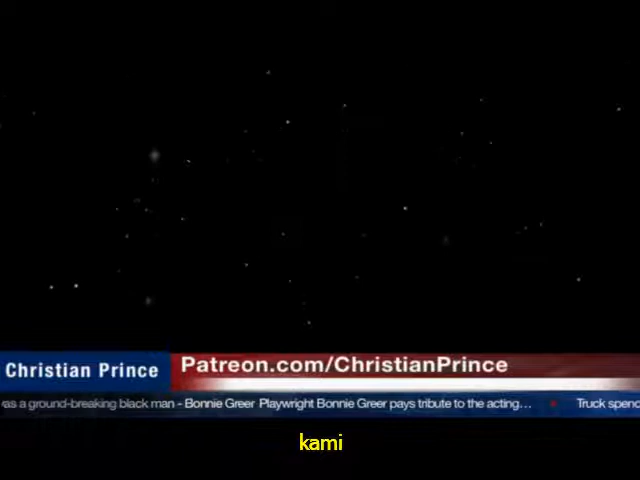 Christian Prince
Patreon.com/ChristianPrince
as a ground-breaking black man - Bonnie Greer Playwright Bonnie Greer pays tribute to the acting... Truck spend
kami